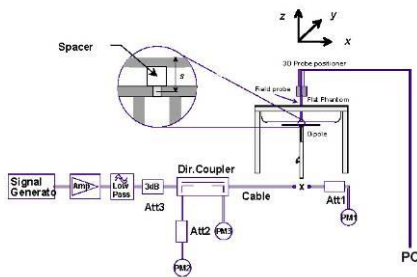 z
y
x
Spacer
s
3D Probe positioner
Field probe
Flat Phantom
Dipole
Dir.Coupler
Signal
Generato
Amp
Low
Pass
3dB
Cable
x
Att1
Att3
Att2
PM3
PM1
PM2
PC